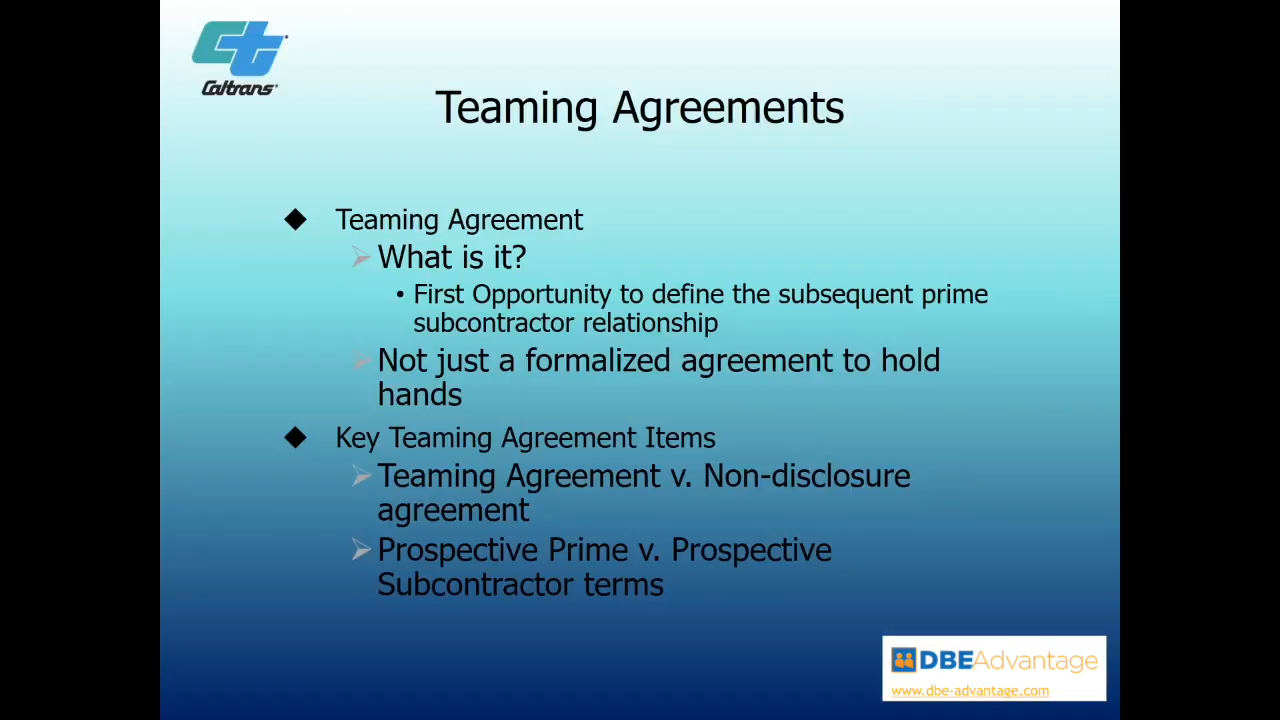 Caltrans
Teaming Agreements
Teaming Agreement
What is it?
First Opportunity to define the subsequent prime
subcontractor relationship
Not just a formalized agreement to hold
hands
Key Teaming Agreement Items
Teaming Agreement v. Non-disclosure
agreement
Prospective Prime v. Prospective
Subcontractor terms
DBEAdvantage
www.dbe-advantage.com